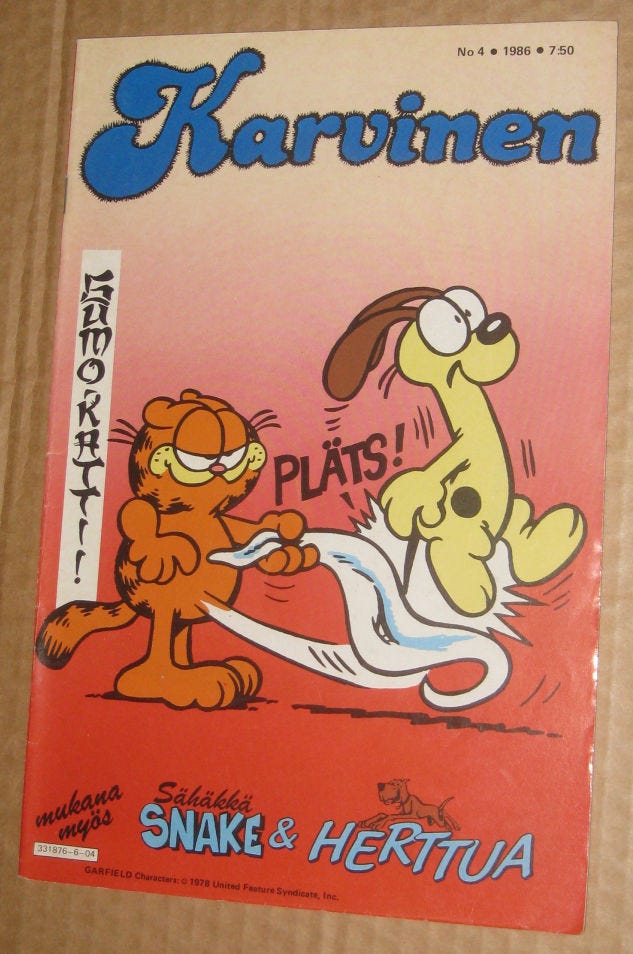 No 4 • 1986 • 7:50
Karvinen
SUMOKATTI!
PLÄTS!
mukana
myös
Sähäkkä
SNAKE & HERTTUA
331876-6-04
GARFIELD Characters: © 1978 United Feature Syndicate, Inc.